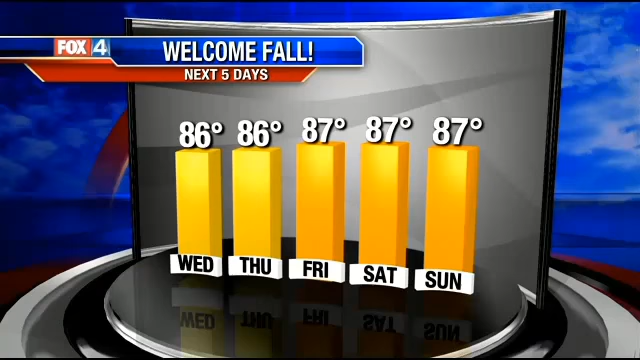 FOX 4
WELCOME FALL!
NEXT 5 DAYS
86° 86° 87° 87° 87°
WED THU FRI SAT SUN